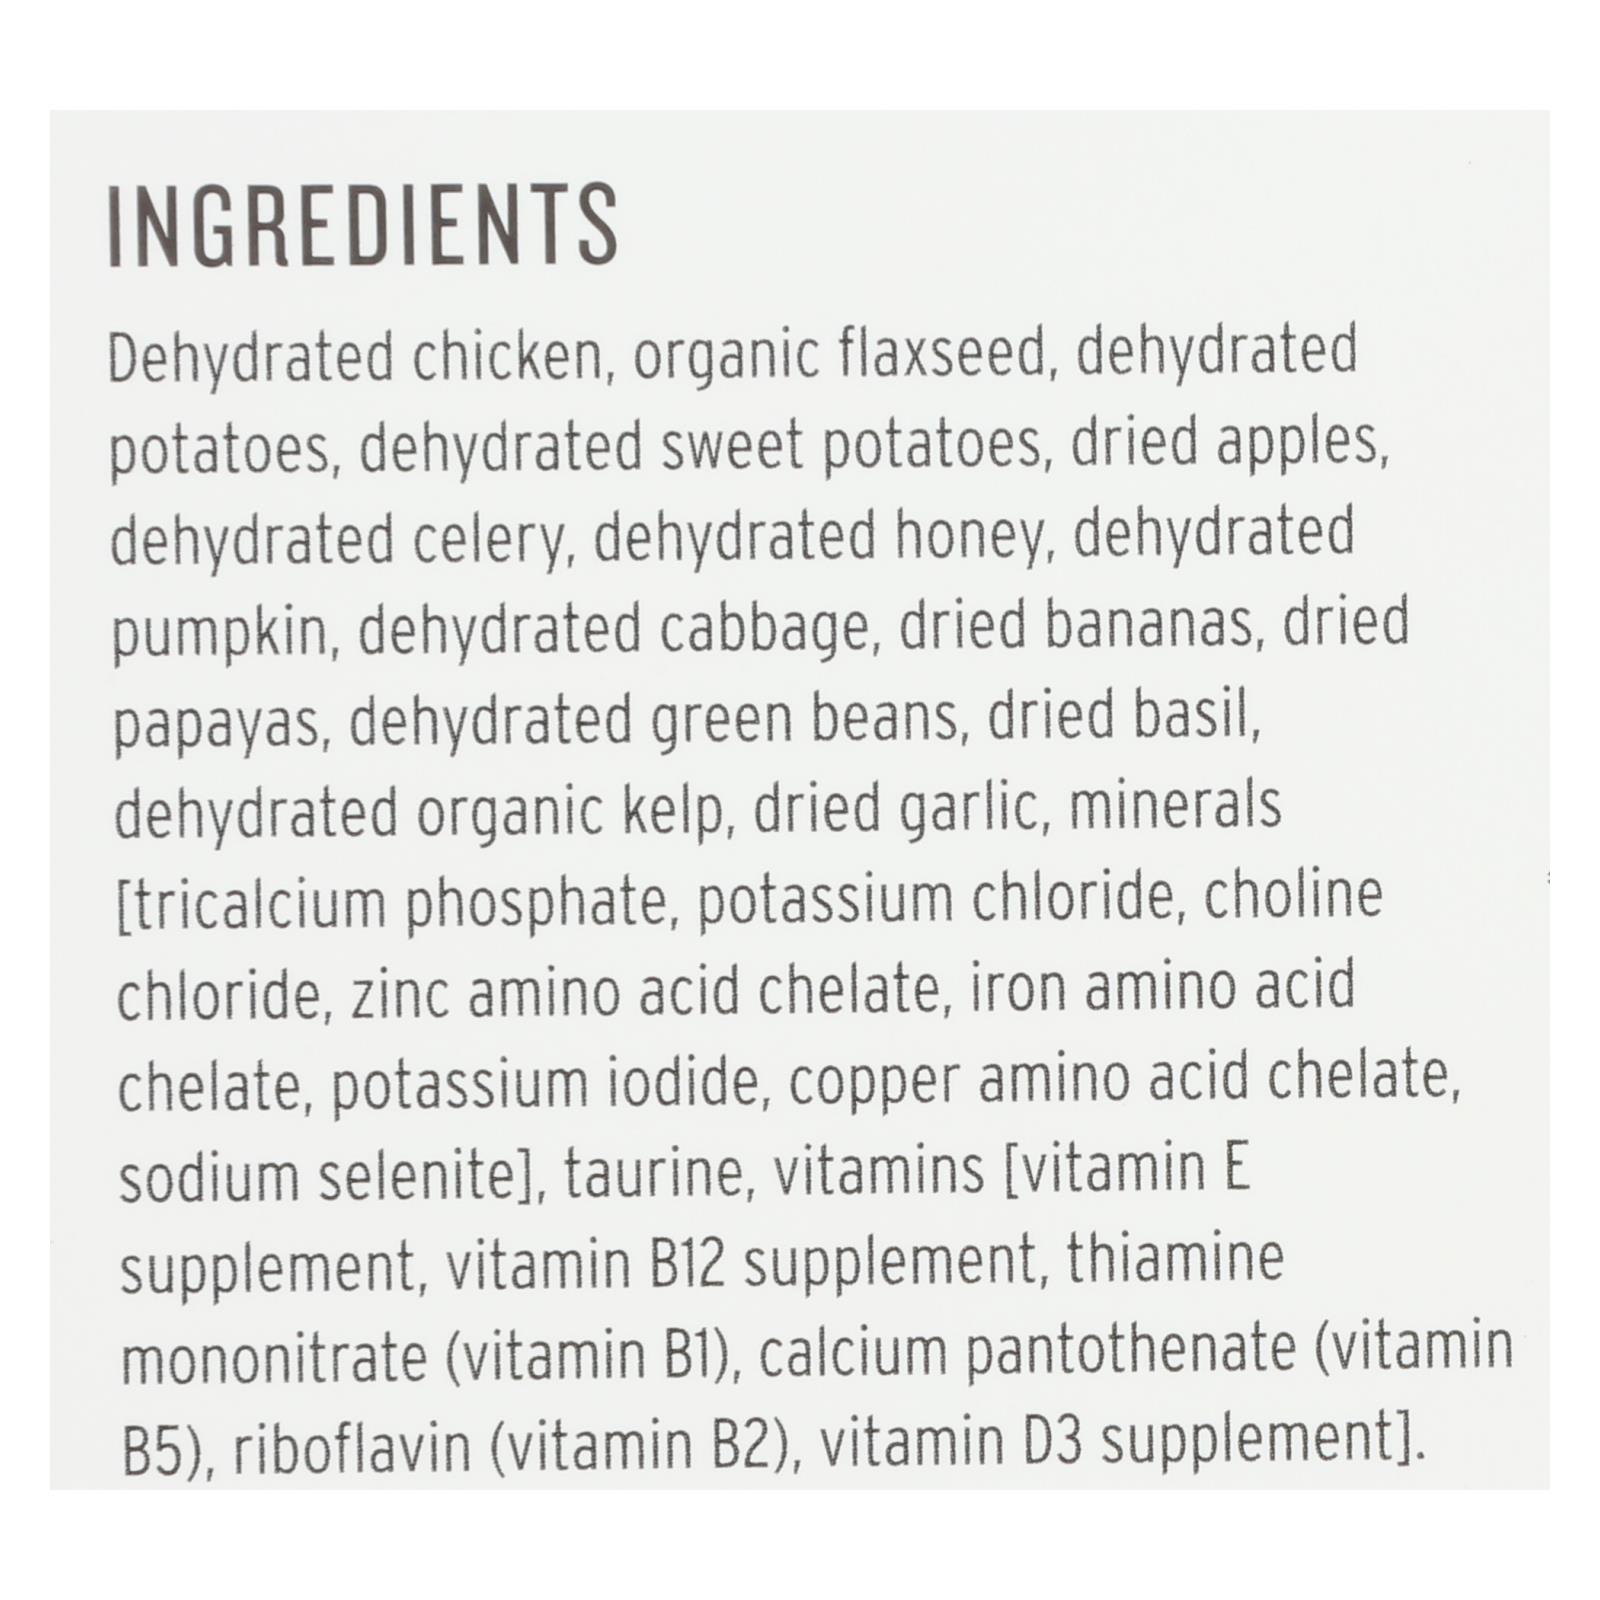 INGREDIENTS
Dehydrated chicken, organic flaxseed, dehydrated
potatoes, dehydrated sweet potatoes, dried apples,
dehydrated celery, dehydrated honey, dehydrated
pumpkin, dehydrated cabbage, dried bananas, dried
papayas, dehydrated green beans, dried basil,
dehydrated organic kelp, dried garlic, minerals
[tricalcium phosphate, potassium chloride, choline
chloride, zinc amino acid chelate, iron amino acid
chelate, potassium iodide, copper amino acid chelate,
sodium selenite], taurine, vitamins [vitamin E
supplement, vitamin B12 supplement, thiamine
mononitrate (vitamin B1), calcium pantothenate (vitamin
B5), riboflavin (vitamin B2), vitamin D3 supplement].